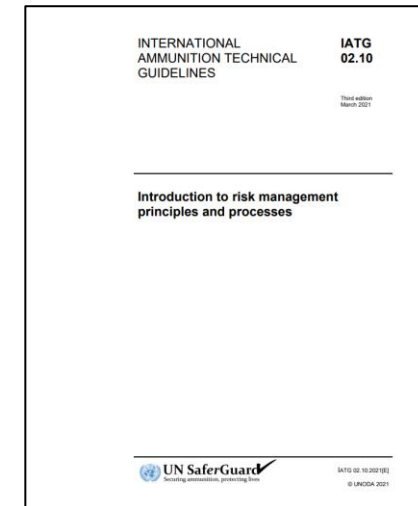 INTERNATIONAL
AMMUNITION TECHNICAL
GUIDELINES
IATG
02.10
Third edition
March 2021
Introduction to risk management
principles and processes
UN SaferGuard
Securing ammunition, protecting lives
IATG 02.10:2021[E]
© UNODA 2021